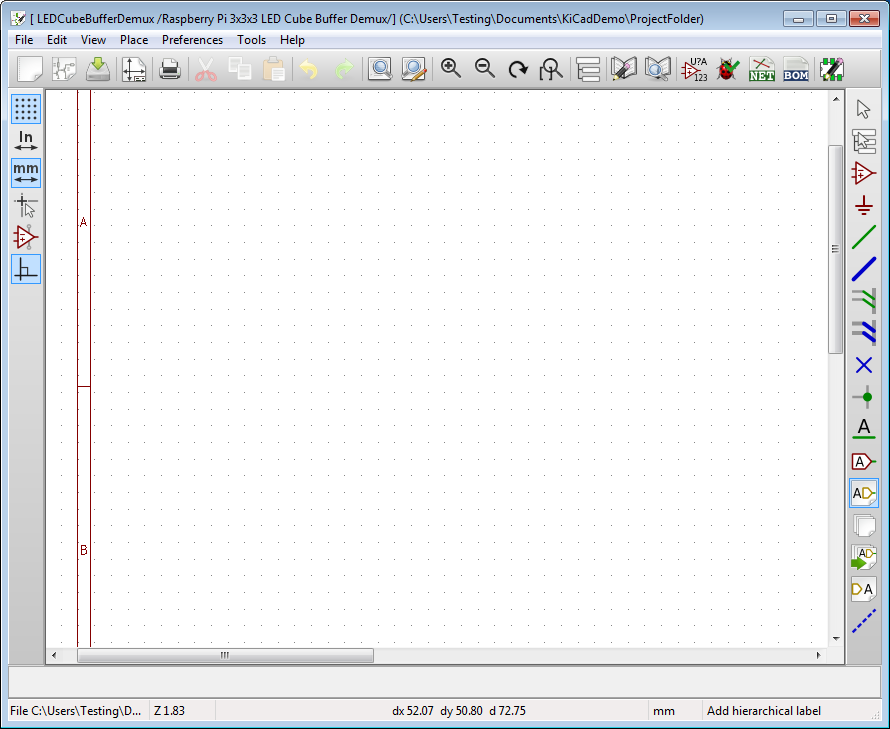 [ LEDCubeBufferDemux /Raspberry Pi 3x3x3 LED Cube Buffer Demux/] (C:\Users\Testing\Documents\KiCadDemo\ProjectFolder)
File Edit View Place Preferences Tools Help
U?A
123
NET
BOM
In
mm
A
B
A
A
A
A
A
File C:\Users\Testing\D... Z 1.83 dx 52.07 dy 50.80 d 72.75 mm Add hierarchical label